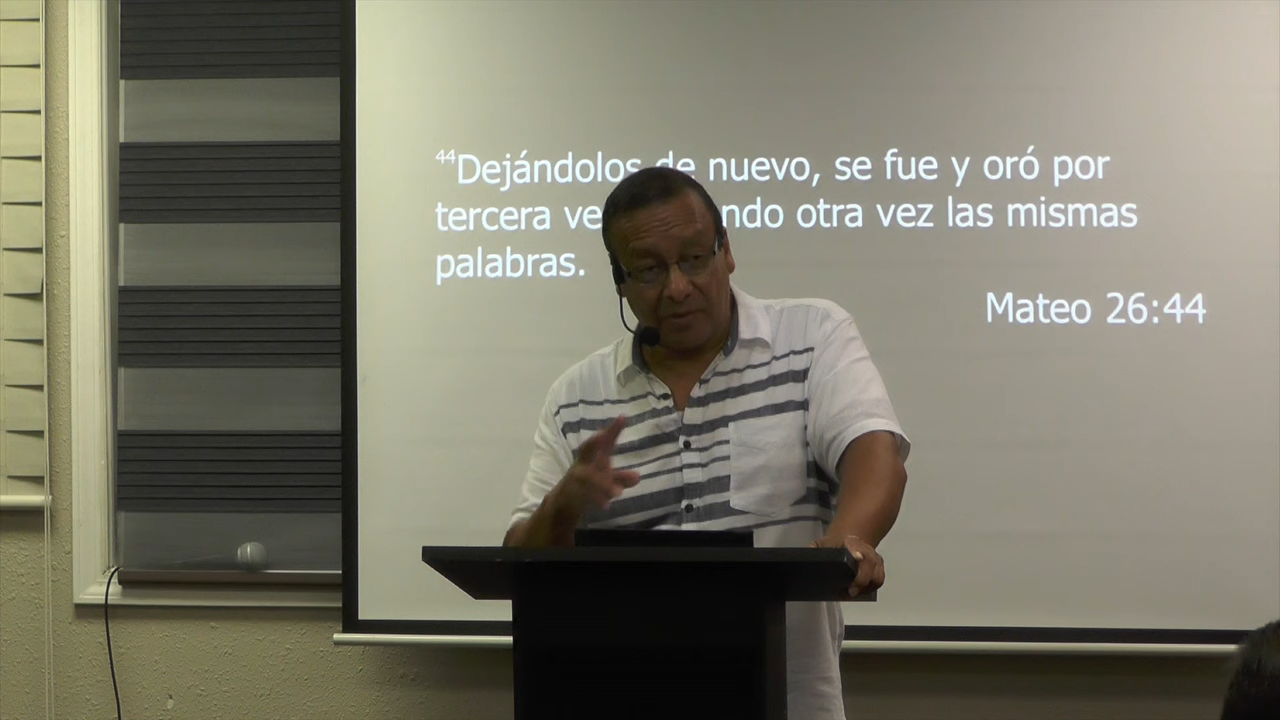 44Dejándolos de nuevo, se fue y oró por
tercera otra vez las mismas
palabras.
Mateo 26:44